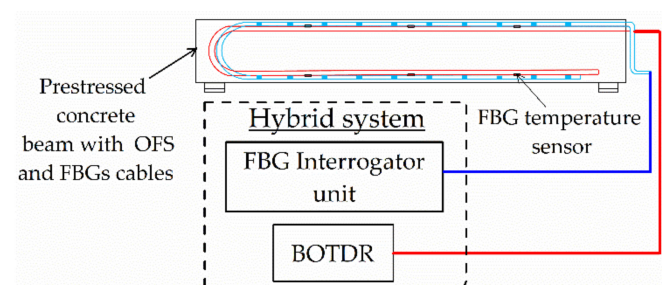 Prestressed
concrete
beam with OFS
and FBGs cables
Hybrid system
FBG Interrogator
unit
BOTDR
FBG temperature
sensor